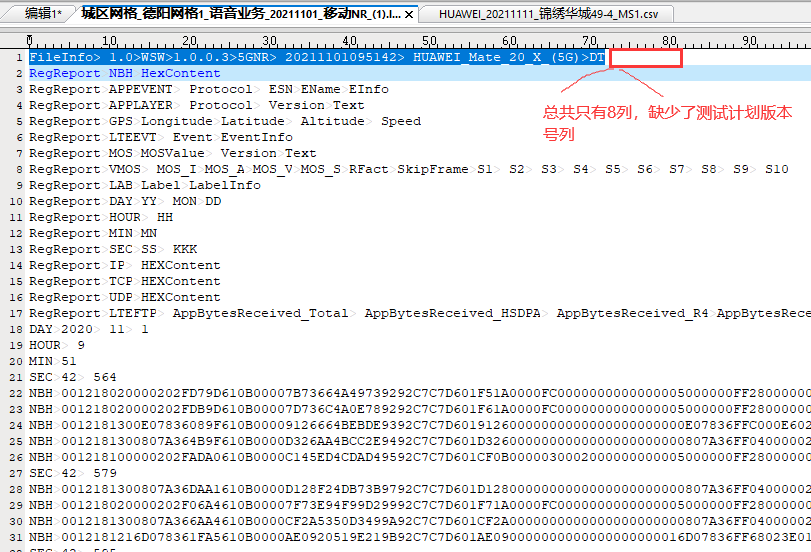 编辑1*
城区网格_德阳网格1_语音业务_20211101_移动NR_(1).l...
HUAWEI_20211111_锦绣华城49-4_MS1.csv
0 10 20 30 40 50 60 70 80 90
1 FileInfo> 1.0>WSW>1.0.0.3>5GNR> 20211101095142> HUAWEI_Mate_20_X_(5G)>DT
2 RegReport>NBH>HexContent
3 RegReport>APPEVENT> Protocol> ESN>EName>EInfo
4 RegReport>APPLAYER> Protocol> Version>Text
5 RegReport>GPS>Longitude>Latitude> Altitude> Speed
6 RegReport>LTEEVT> Event>EventInfo
7 RegReport>MOS>MOSValue> Version>Text
8 RegReport>VMOS> MOS_I>MOS_A>MOS_V>MOS_S>RFact>SkipFrame>S1> S2> S3> S4> S5> S6> S7> S8> S9> S10
9 RegReport>LAB>Label>LabelInfo
10 RegReport>DAY>YY> MON>DD
11 RegReport>HOUR> HH
12 RegReport>MIN>MN
13 RegReport>SEC>SS> KKK
14 RegReport>IP> HEXContent
15 RegReport>TCP>HEXContent
16 RegReport>UDP>HEXContent
17 RegReport>LTEFTP> AppBytesReceived_Total> AppBytesReceived_HSDPA> AppBytesReceived_R4>AppBytesRece
18 DAY>2020> 11> 1
19 HOUR> 9
20 MIN>51
21 SEC>42> 564
22 NBH>001218020000202FD79D610B00007B73664A49739292C7C7D601F51A0000FC0000000000000000005000000FF2800000
23 NBH>001218020000202FDB9D610B00007D736C4A0E789292C7C7D601F61A0000FC0000000000000000005000000FF2800000
24 NBH>0012181300E07836089F610B00009126664BEBDE9392C7C7D60191260000000000000000000000E07836FFC000E602
25 NBH>0012181300807A364B9F610B0000D326AA4BCC2E9492C7C7D601D3260000000000000000000000807A36FF04000002
26 NBH>001218100000202FADA0610B0000C145ED4CDAD49592C7C7D601CF0B0000030002000000000005000000FF2800000
27 SEC>42> 579
28 NBH>0012181300807A36DAA1610B0000D128F24DB73B9792C7C7D601D1280000000000000000000000807A36FF04000002
29 NBH>001218020000202F06A4610B00007F73E94F99D29992C7C7D601F71A0000FC0000000000000000005000000FF2800000
30 NBH>0012181300807A366AA4610B0000CF2A5350D3499A92C7C7D601CF2A0000000000000000000000807A36FF04000002
31 NBH>001218121 6D078361FA5610B0000AE0920519E219B92C7C7D601AE0900000000000000000000016D07836FF68023E0D
总共只有8列，缺少了测试计划版本
号列